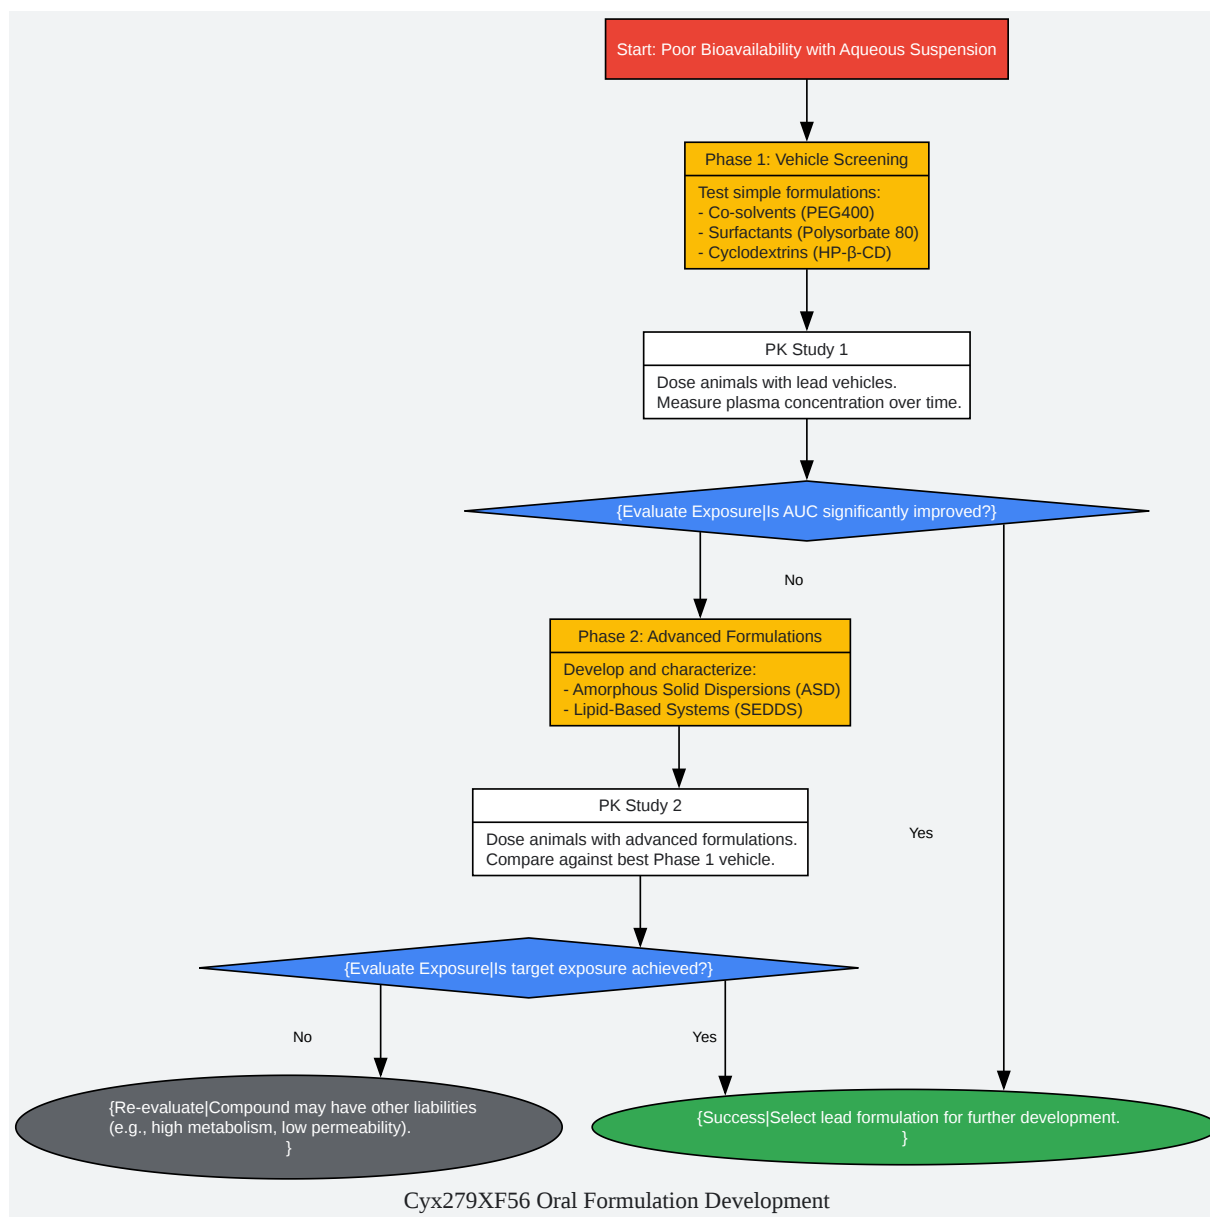 Start: Poor Bioavailability with Aqueous Suspension
Phase 1: Vehicle Screening
Test simple formulations:
- Co-solvents (PEG400)
- Surfactants (Polysorbate 80)
- Cyclodextrins (HP-β-CD)
PK Study 1
Dose animals with lead vehicles.
Measure plasma concentration over time.
{Evaluate Exposure|Is AUC significantly improved?}
No
Phase 2: Advanced Formulations
Develop and characterize:
- Amorphous Solid Dispersions (ASD)
- Lipid-Based Systems (SEDDS)
PK Study 2
Dose animals with advanced formulations.
Compare against best Phase 1 vehicle.
Yes
{Evaluate Exposure|Is target exposure achieved?}
No
Yes
{Re-evaluate|Compound may have other liabilities
(e.g., high metabolism, low permeability).
}
{Success|Select lead formulation for further development.
}
Cyx279XF56 Oral Formulation Development